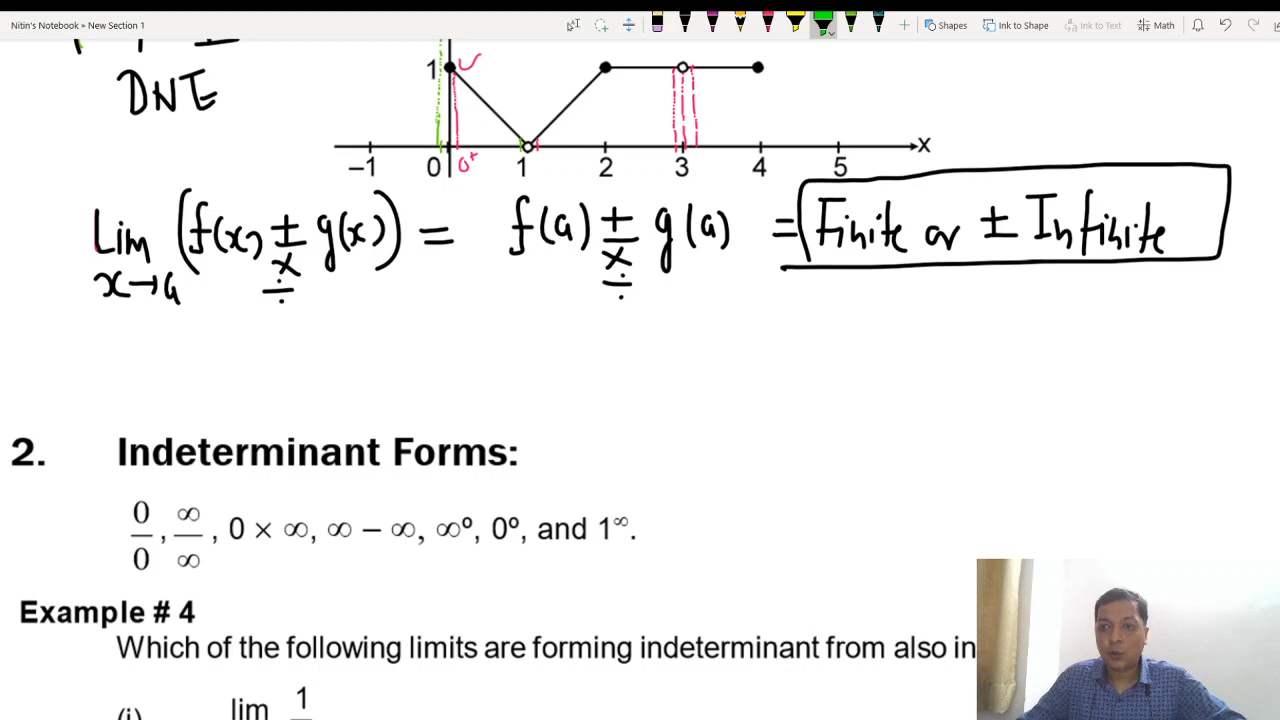 Nitin's Notebook » New Section 1
Shapes Ink to Shape Ink to Text Math
DNE
1
-1 0 0+ 1 2 3 4 5 x
Lim x→a (f(x) ± × ÷ g(x)) = f(a) ± × ÷ g(a) = Finite or ± Infinite
2. Indeterminant Forms:
0/0, ∞/∞, 0 × ∞, ∞ – ∞, ∞º, 0º, and 1^∞.
Example # 4
Which of the following limits are forming indeterminant from also in
(i) lim 1